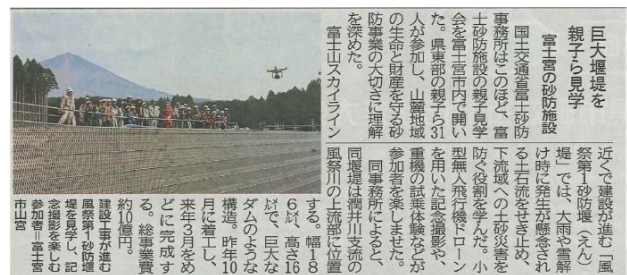 巨大堰堤を
親子ら見学
富士宮の砂防施設
国土交通省富士砂防
事務所はこのほど、富
士砂防施設の親子見学
会を富士宮市内で開い
た。県東部の親子ら31
人が参加し、山麓地域
の生命と財産を守る砂
防事業の大切さに理解
を深めた。
富士山スカイライン
近くで建設が進む「風
祭第1砂防堰(えん)
堤」では、大雨や雪解
け時に発生が懸念され
る土石流をせき止め、
下流域への土砂災害を
防ぐ役割を学んだ。小
型無人飛行機ドローン
を用いた記念撮影や、
重機の試乗体験などが
参加者を楽しませた。
同事務所によると、
同堰堤は潤井川支流の
風祭川の上流部に位置
する。幅18
6㍍、高さ16
㍍で、巨大な
ダムのような
構造。昨年10
月に着工し、
来年3月をめ
どに完成す
る。総事業費
約10億円。
建設工事が進む
風祭第1砂防堰
堤を見学し、記
念撮影を楽しむ
参加者=富士宮
市山宮